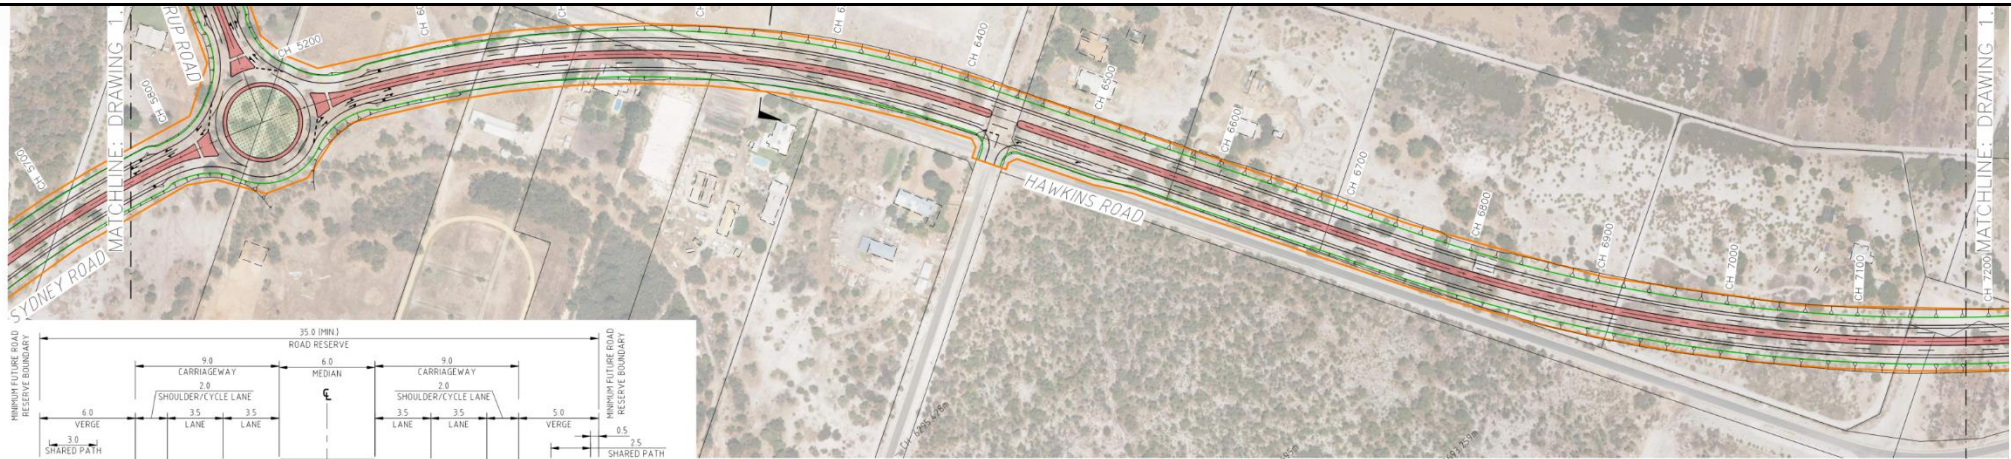 MATCHLINE: DRAWING 1.
RUP ROAD
CH 5200
CH 5800
CH 5700
SYDNEY ROAD
CH 6400
CH 6500
CH 6600
CH 6700
CH 6800
CH 6900
CH 7000
CH 7100
CH 7200
MATCHLINE: DRAWING 1.
HAWKINS ROAD
MINIMUM FUTURE ROAD
RESERVE BOUNDARY
35.0 (MIN.)
ROAD RESERVE
MINIMUM FUTURE ROAD
RESERVE BOUNDARY
9.0
CARRIAGEWAY
6.0
MEDIAN
9.0
CARRIAGEWAY
2.0
SHOULDER/CYCLE LANE
2.0
SHOULDER/CYCLE LANE
6.0
VERGE
3.5
LANE
3.5
LANE
3.5
LANE
3.5
LANE
5.0
VERGE
3.0
SHARED PATH
0.5
2.5
SHARED PATH